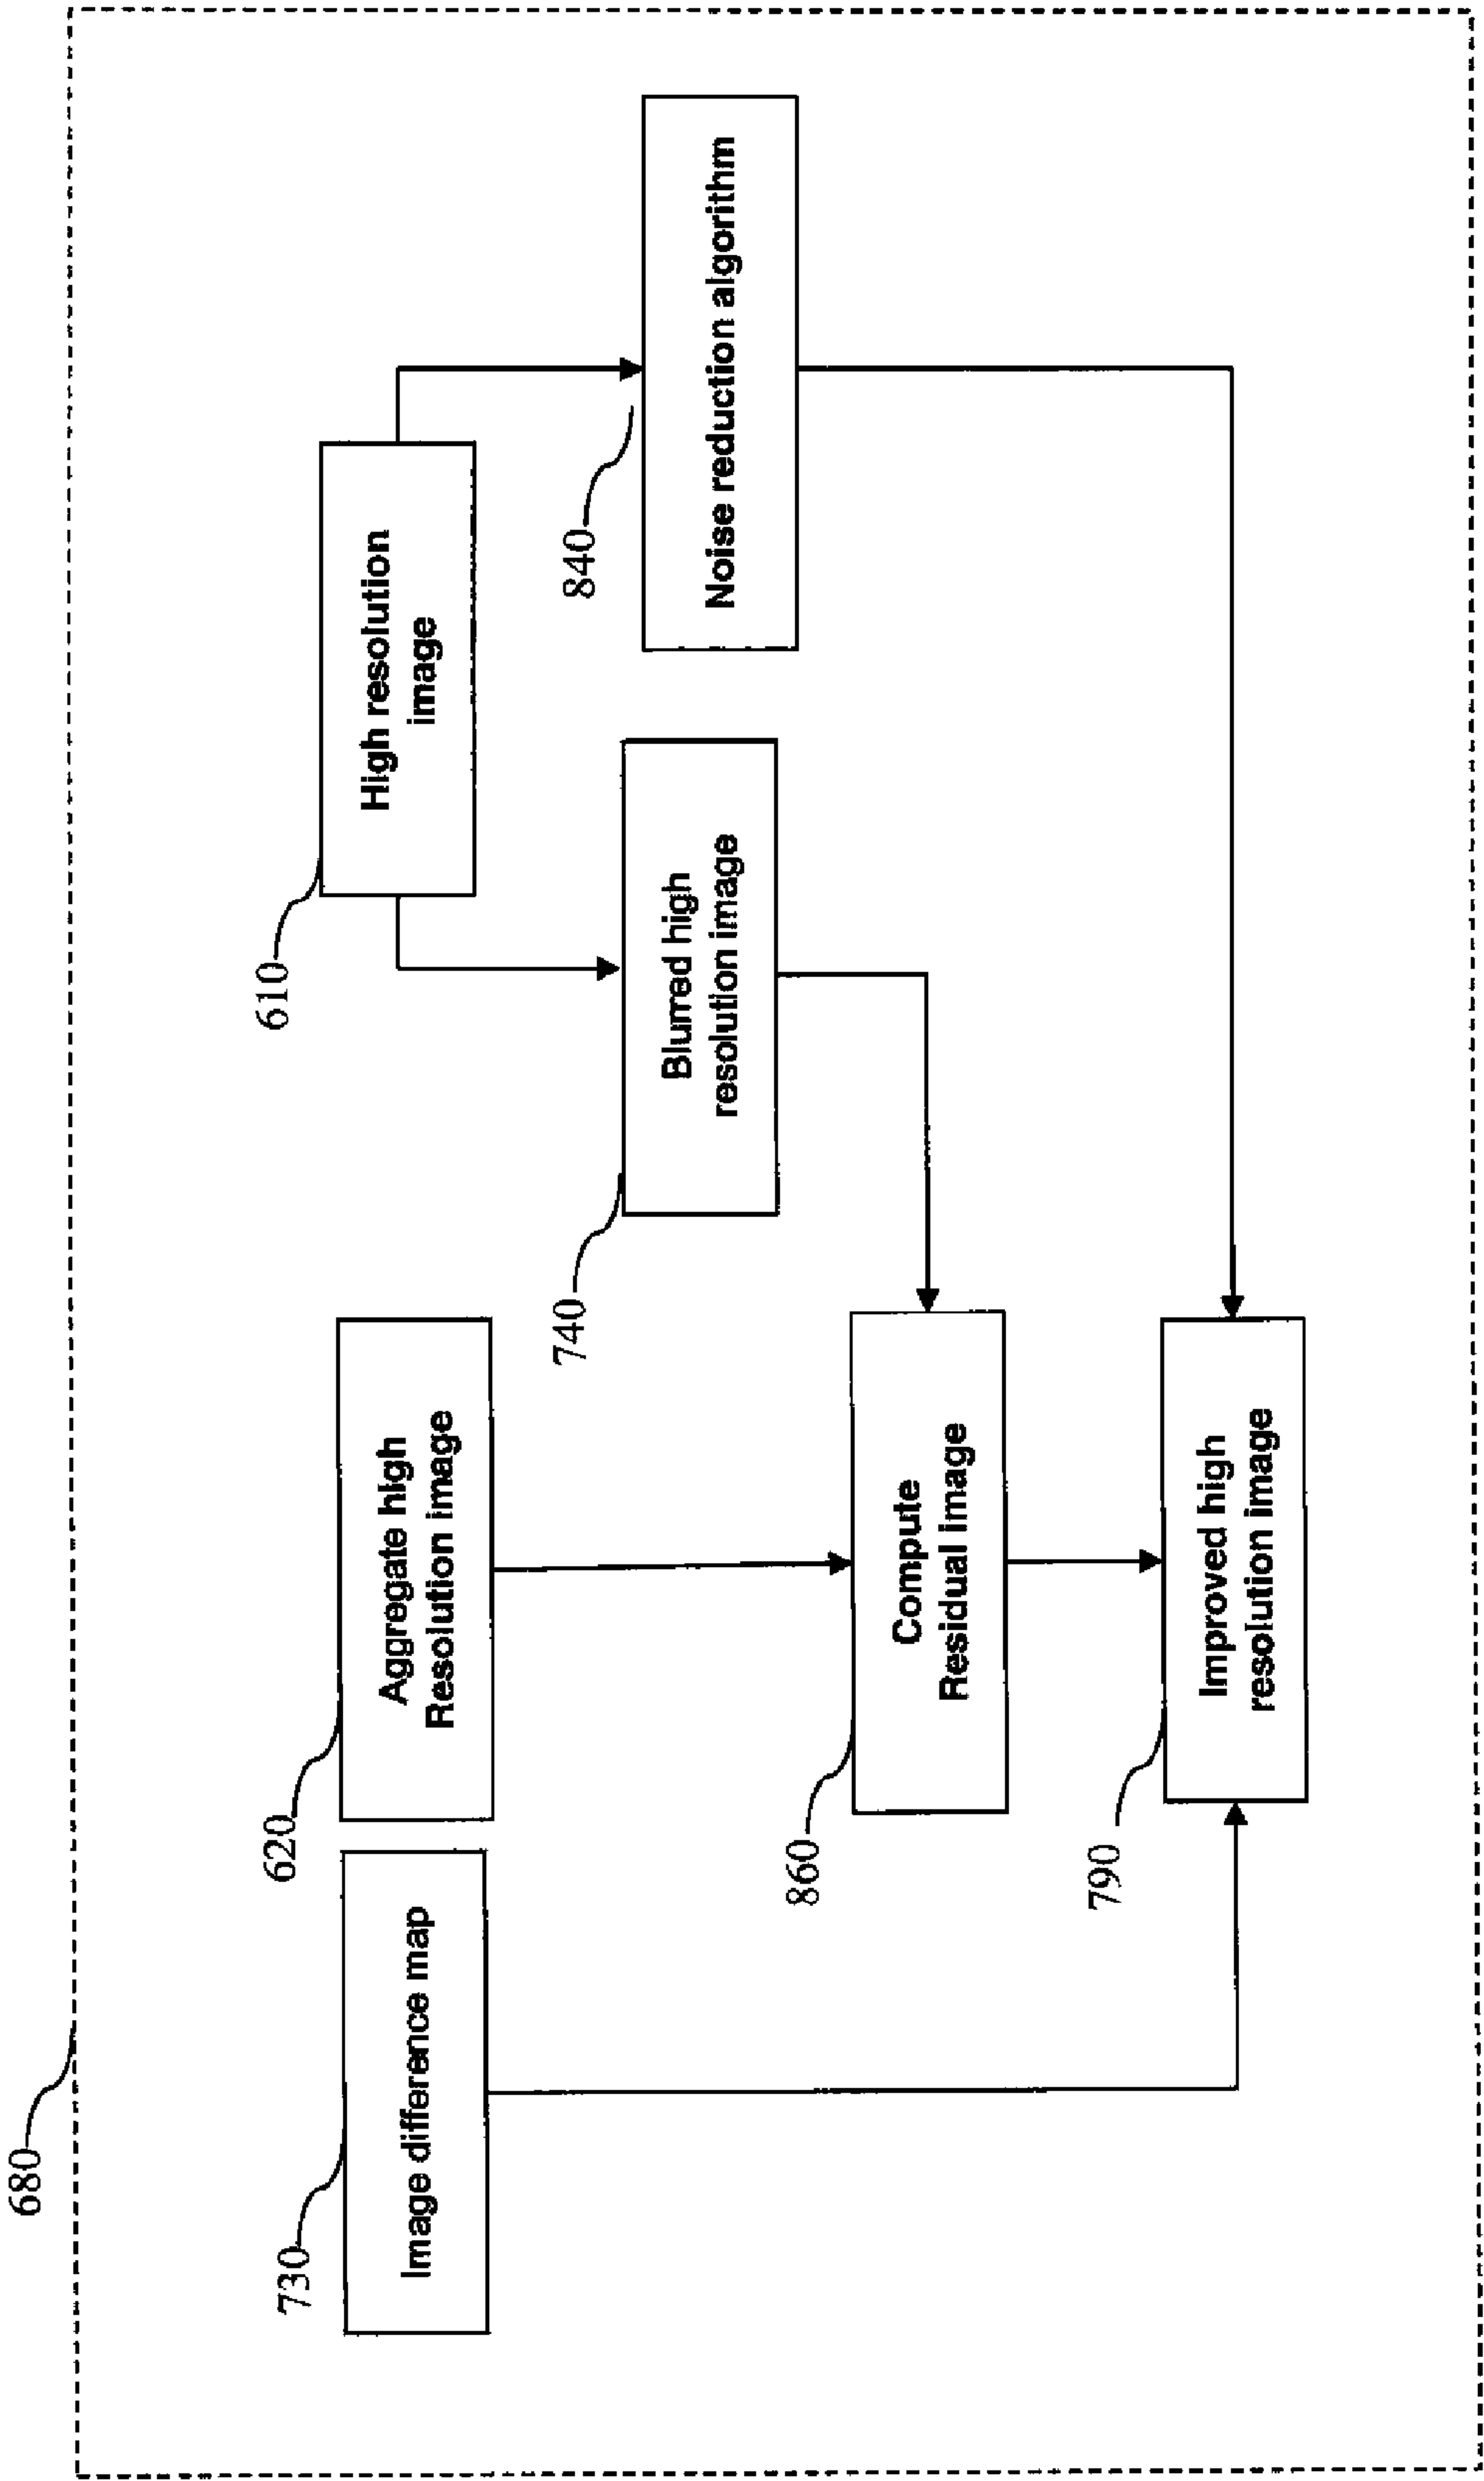 680
730
Image difference map
620
Aggregate high
Resolution image
610
High resolution
image
740
Blurred high
resolution image
840
Noise reduction algorithm
860
Compute
Residual image
790
Improved high
resolution image